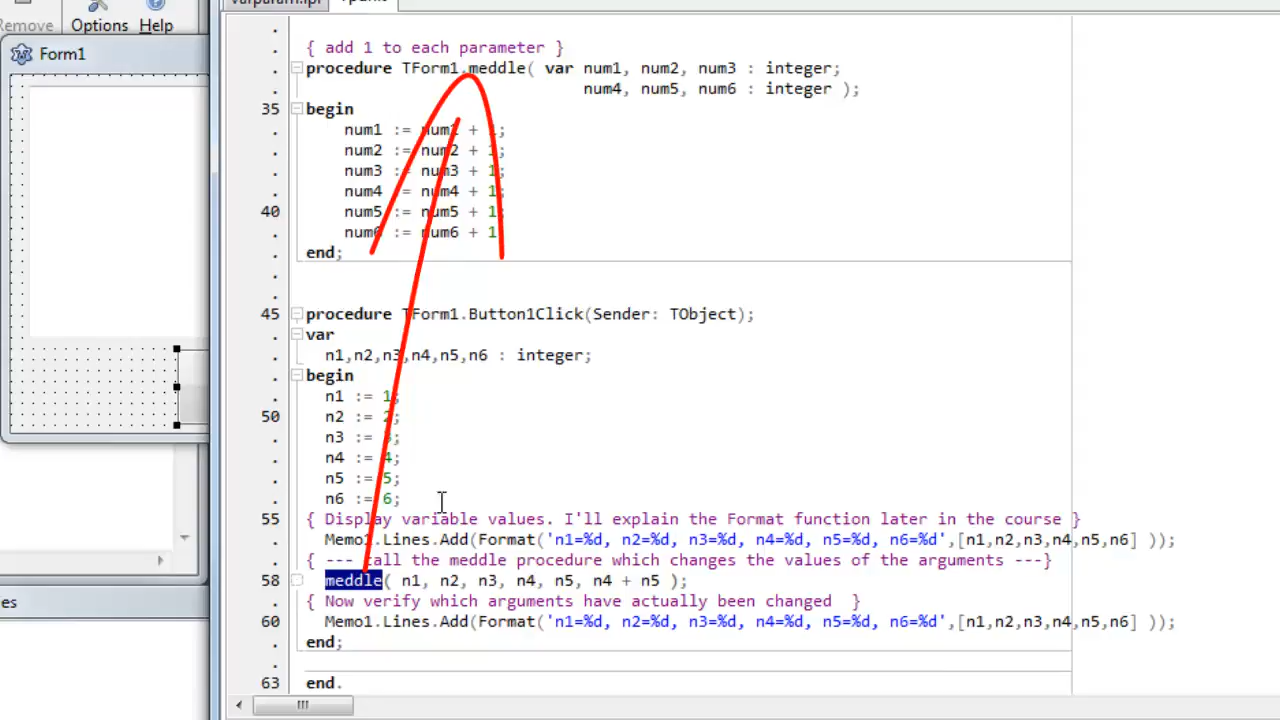 Remove
Options
Help
Form1
es
{ add 1 to each parameter }
procedure TForm1.meddle( var num1, num2, num3 : integer;
num4, num5, num6 : integer );
35 begin
num1 := num1 + 1;
num2 := num2 + 1;
num3 := num3 + 1;
num4 := num4 + 1;
40 num5 := num5 + 1;
num6 := num6 + 1
end;
45 procedure TForm1.Button1Click(Sender: TObject);
var
n1,n2,n3,n4,n5,n6 : integer;
begin
n1 := 1;
50 n2 := 2;
n3 := 3;
n4 := 4;
n5 := 5;
n6 := 6;
55 { Display variable values. I'll explain the Format function later in the course }
Memo1.Lines.Add(Format('n1=%d, n2=%d, n3=%d, n4=%d, n5=%d, n6=%d',[n1,n2,n3,n4,n5,n6] ));
{ --- call the meddle procedure which changes the values of the arguments ---}
58 meddle( n1, n2, n3, n4, n5, n4 + n5 );
{ Now verify which arguments have actually been changed }
60 Memo1.Lines.Add(Format('n1=%d, n2=%d, n3=%d, n4=%d, n5=%d, n6=%d',[n1,n2,n3,n4,n5,n6] ));
end;
63 end.